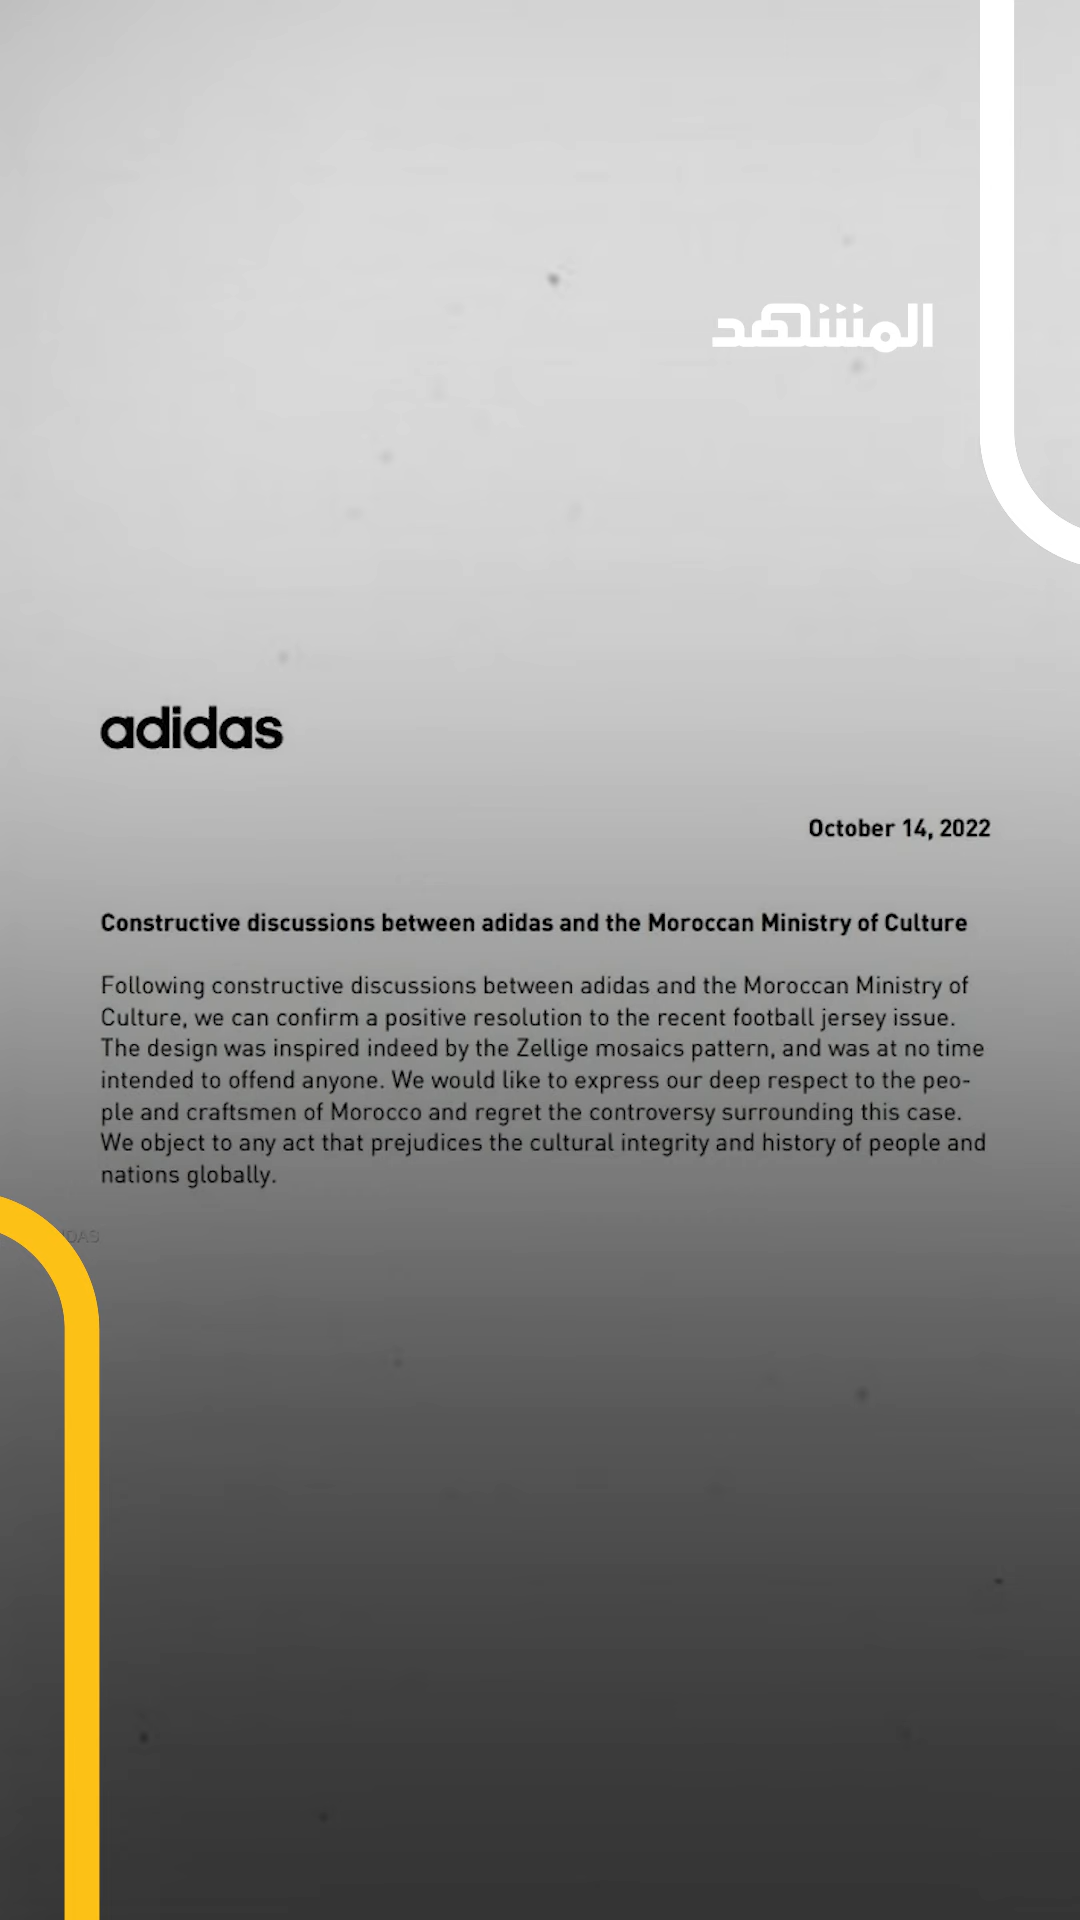 المشهد
adidas
October 14, 2022
Constructive discussions between adidas and the Moroccan Ministry of Culture
Following constructive discussions between adidas and the Moroccan Ministry of
Culture, we can confirm a positive resolution to the recent football jersey issue.
The design was inspired indeed by the Zellige mosaics pattern, and was at no time
intended to offend anyone. We would like to express our deep respect to the peo-
ple and craftsmen of Morocco and regret the controversy surrounding this case.
We object to any act that prejudices the cultural integrity and history of people and
nations globally.